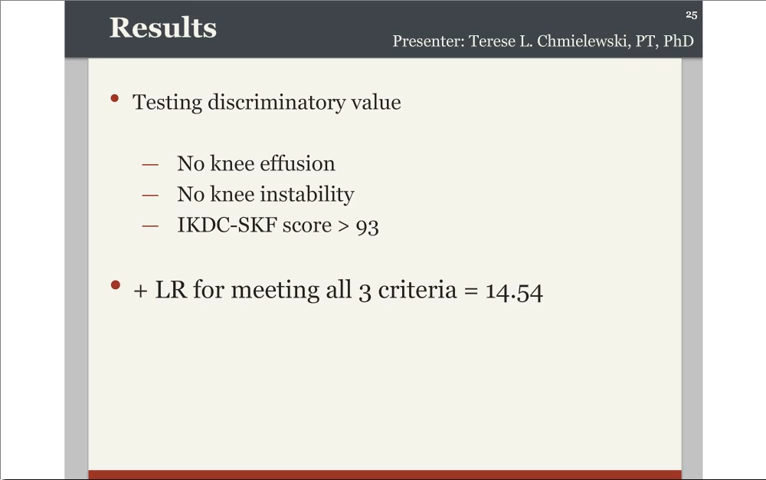 25
Results
Presenter: Terese L. Chmielewski, PT, PhD
• Testing discriminatory value
— No knee effusion
— No knee instability
— IKDC-SKF score > 93
• + LR for meeting all 3 criteria = 14.54